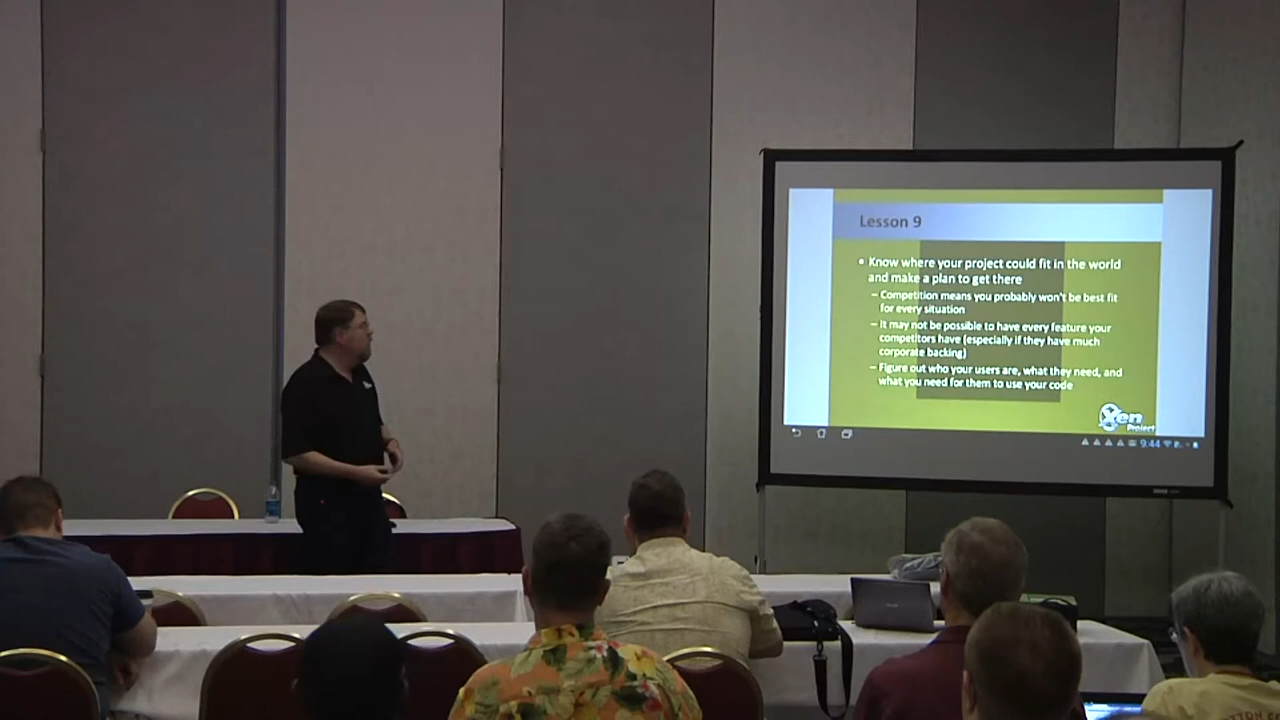 Lesson 9
• Know where your project could fit in the world
and make a plan to get there
– Competition means you probably won't be best fit
for every situation
– It may not be possible to have every feature your
competitors have (especially if they have much
corporate backing)
– Figure out who your users are, what they need, and
what you need for them to use your code
Xen
Project
9:44